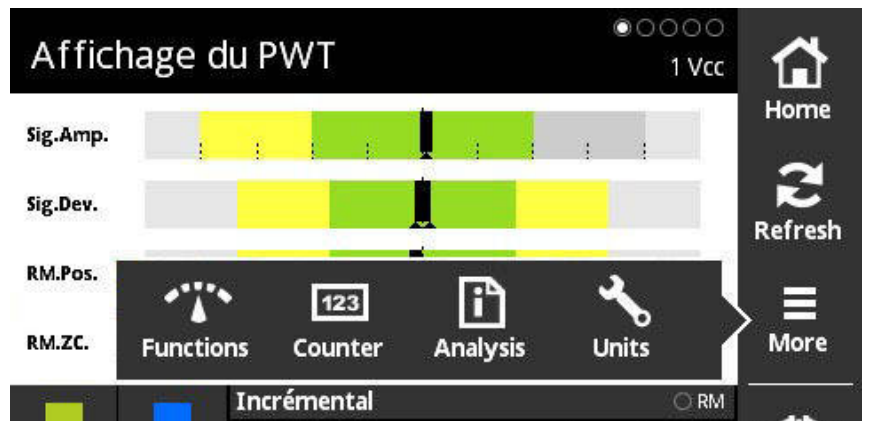 Affichage du PWT
1 Vcc
Home
Sig.Amp.
Sig.Dev.
Refresh
RM.Pos.
123
Functions Counter Analysis Units
More
RM.ZC.
Incrémental
RM